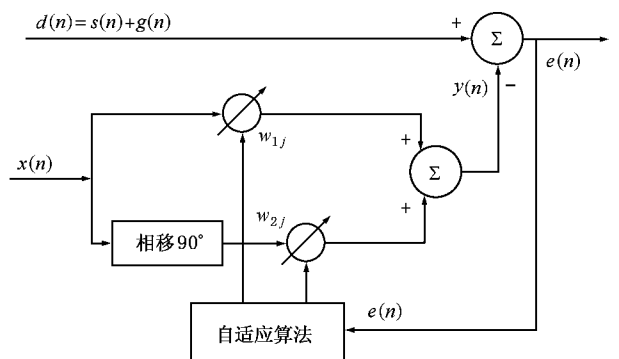 d(n)=s(n)+g(n)
+
Σ
e(n)
y(n)
−
w₁ⱼ
+
x(n)
Σ
+
w₂ⱼ
相移90°
e(n)
自适应算法